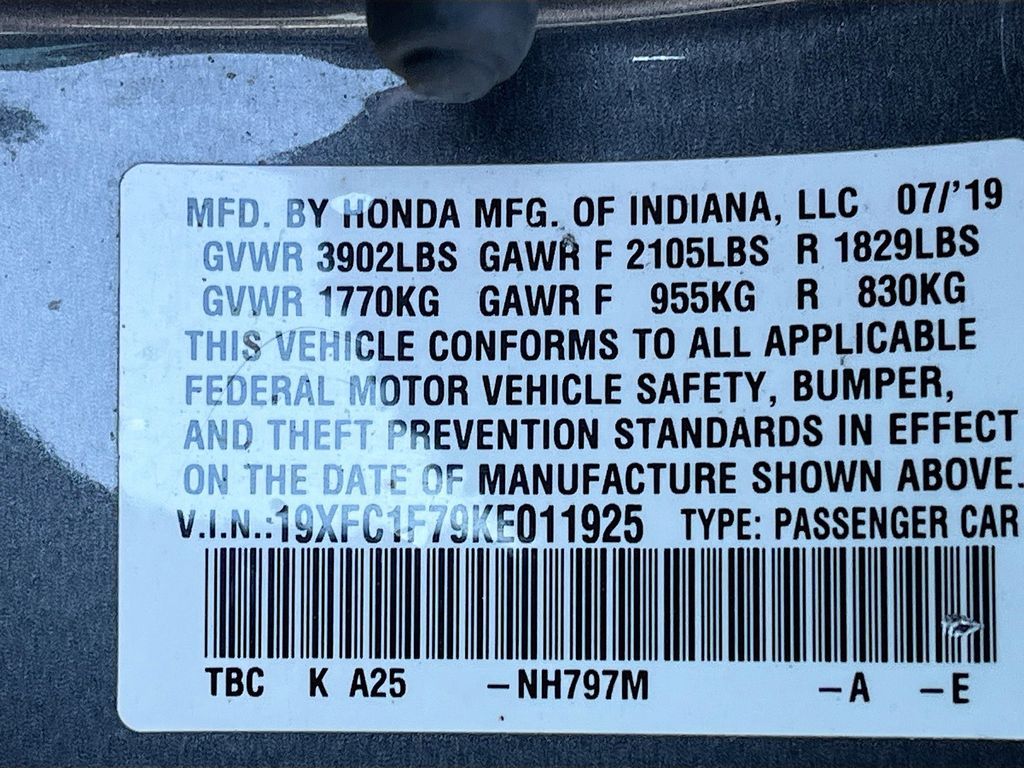 MFD. BY HONDA MFG. OF INDIANA, LLC 07/'19
GVWR 3902LBS GAWR F 2105LBS R 1829LBS
GVWR 1770KG GAWR F 955KG R 830KG
THIS VEHICLE CONFORMS TO ALL APPLICABLE
FEDERAL MOTOR VEHICLE SAFETY, BUMPER,
AND THEFT PREVENTION STANDARDS IN EFFECT
ON THE DATE OF MANUFACTURE SHOWN ABOVE.
V.I.N.:19XFC1F79KE011925 TYPE: PASSENGER CAR
TBC K A25 -NH797M -A -E